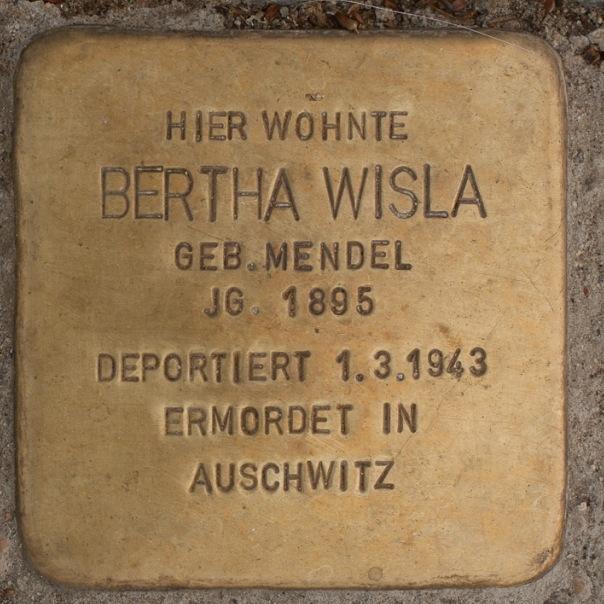 HIER WOHNTE
BERTHA WISLA
GEB. MENDEL
JG. 1895
DEPORTIERT 1.3.1943
ERMORDET IN
AUSCHWITZ